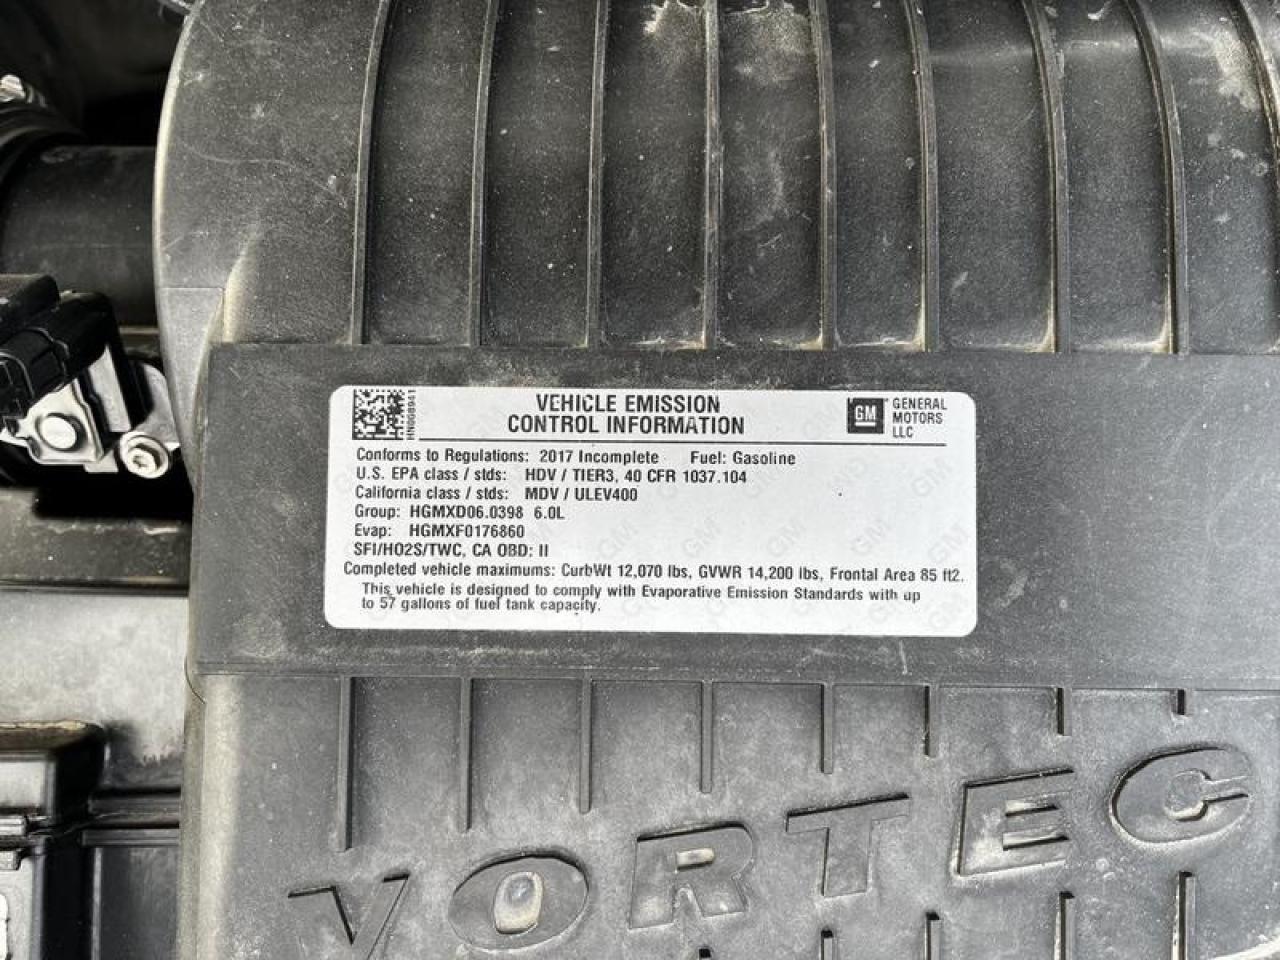 VEHICLE EMISSION
CONTROL INFORMATION
GM
GENERAL
MOTORS
LLC
HN0G8941
Conforms to Regulations: 2017 Incomplete Fuel: Gasoline
U.S. EPA class / stds: HDV / TIER3, 40 CFR 1037.104
California class / stds: MDV / ULEV400
Group: HGMXD06.0398 6.0L
Evap: HGMXF0176860
SFI/HO2S/TWC, CA OBD: II
Completed vehicle maximums: CurbWt 12,070 lbs, GVWR 14,200 lbs, Frontal Area 85 ft2.
This vehicle is designed to comply with Evaporative Emission Standards with up
to 57 gallons of fuel tank capacity.
VORTEC